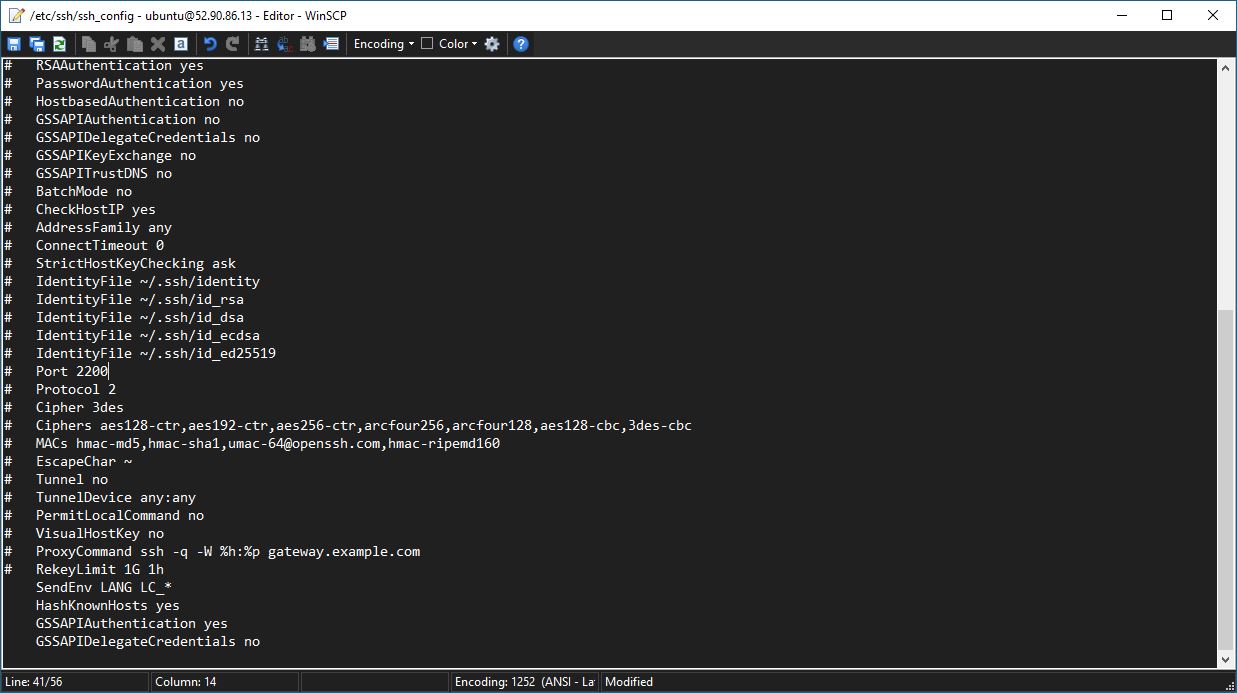 /etc/ssh/ssh_config - ubuntu@52.90.86.13 - Editor - WinSCP
Encoding Color
# RSAAuthentication yes
# PasswordAuthentication yes
# HostbasedAuthentication no
# GSSAPIAuthentication no
# GSSAPIDelegateCredentials no
# GSSAPIKeyExchange no
# GSSAPITrustDNS no
# BatchMode no
# CheckHostIP yes
# AddressFamily any
# ConnectTimeout 0
# StrictHostKeyChecking ask
# IdentityFile ~/.ssh/identity
# IdentityFile ~/.ssh/id_rsa
# IdentityFile ~/.ssh/id_dsa
# IdentityFile ~/.ssh/id_ecdsa
# IdentityFile ~/.ssh/id_ed25519
# Port 2200
# Protocol 2
# Cipher 3des
# Ciphers aes128-ctr,aes192-ctr,aes256-ctr,arcfour256,arcfour128,aes128-cbc,3des-cbc
# MACs hmac-md5,hmac-sha1,umac-64@openssh.com,hmac-ripemd160
# EscapeChar ~
# Tunnel no
# TunnelDevice any:any
# PermitLocalCommand no
# VisualHostKey no
# ProxyCommand ssh -q -W %h:%p gateway.example.com
# RekeyLimit 1G 1h
SendEnv LANG LC_*
HashKnownHosts yes
GSSAPIAuthentication yes
GSSAPIDelegateCredentials no
Line: 41/56 Column: 14 Encoding: 1252 (ANSI - La Modified